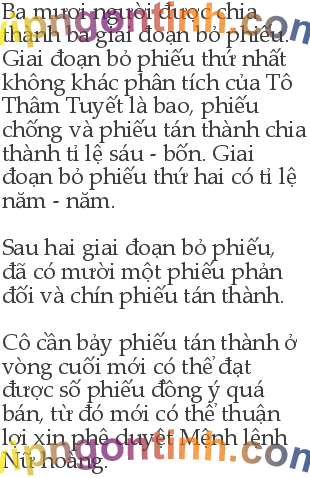 Ba mươi người được chia
thành ba giai đoạn bỏ phiếu.
Giai đoạn bỏ phiếu thứ nhất
không khác phân tích của Tô
Thâm Tuyết là bao, phiếu
chống và phiếu tán thành chia
thành tỉ lệ sáu - bốn. Giai
đoạn bỏ phiếu thứ hai có tỉ lệ
năm - năm.
Sau hai giai đoạn bỏ phiếu,
đã có mười một phiếu phản
đối và chín phiếu tán thành.
Cô cần bảy phiếu tán thành ở
vòng cuối mới có thể đạt
được số phiếu đồng ý quá
bán, từ đó mới có thể thuận
lợi xin phê duyệt Mệnh lệnh
Nữ hoàng.